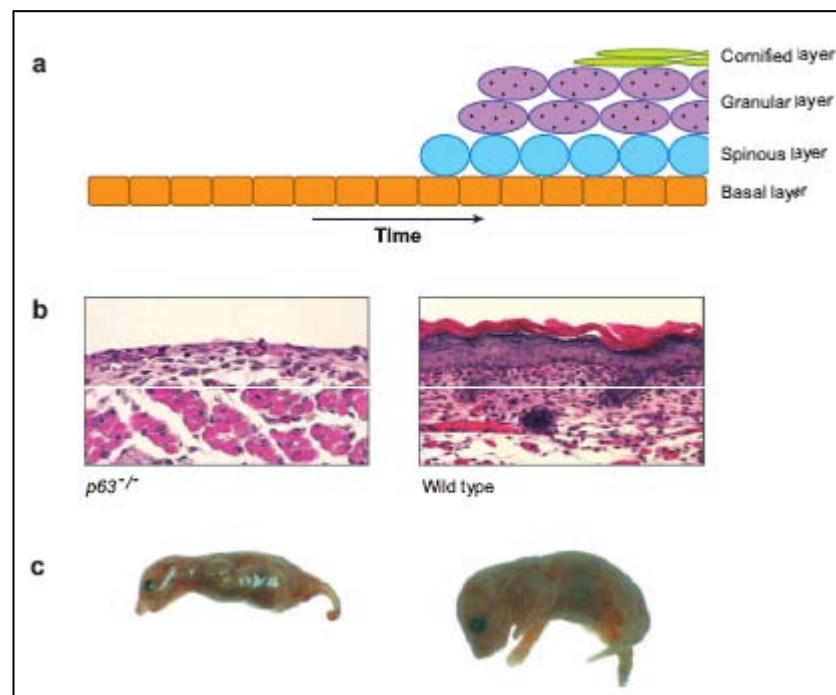 a
Cornified layer
Granular layer
Spinous layer
Basal layer
Time
b
p63-/-
Wild type
c